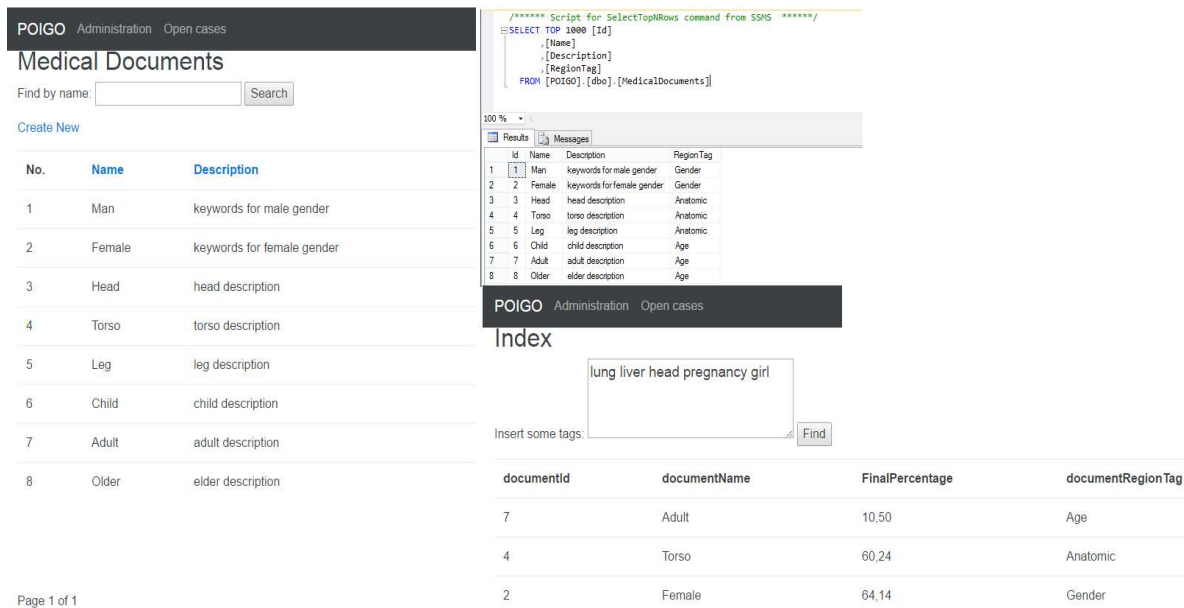 POIGO Administration Open cases
Medical Documents
Find by name: Search
Create New
No. Name Description
1 Man keywords for male gender
2 Female keywords for female gender
3 Head head description
4 Torso torso description
5 Leg leg description
6 Child child description
7 Adult adult description
8 Older elder description
Page 1 of 1
/****** Script for SelectTopNRows command from SSMS ******/
SELECT TOP 1000 [Id]
,[Name]
,[Description]
,[RegionTag]
FROM [POIGO].[dbo].[MedicalDocuments]
100 %
Results Messages
Id Name Description RegionTag
1 1 Man keywords for male gender Gender
2 2 Female keywords for female gender Gender
3 3 Head head description Anatomic
4 4 Torso torso description Anatomic
5 5 Leg leg description Anatomic
6 6 Child child description Age
7 7 Adult adult description Age
8 8 Older elder description Age
POIGO Administration Open cases
Index
lung liver head pregnancy girl
Insert some tags: Find
documentId documentName FinalPercentage documentRegionTag
7 Adult 10,50 Age
4 Torso 60,24 Anatomic
2 Female 64,14 Gender